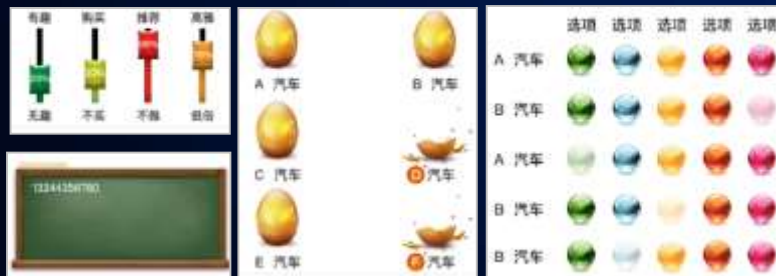 有趣 购买 推荐 高雅
无趣 不买 不推 低俗
A 汽车 B 汽车
C 汽车 D 汽车
E 汽车 F 汽车
选项 选项 选项 选项 选项
A 汽车
B 汽车
A 汽车
B 汽车
B 汽车